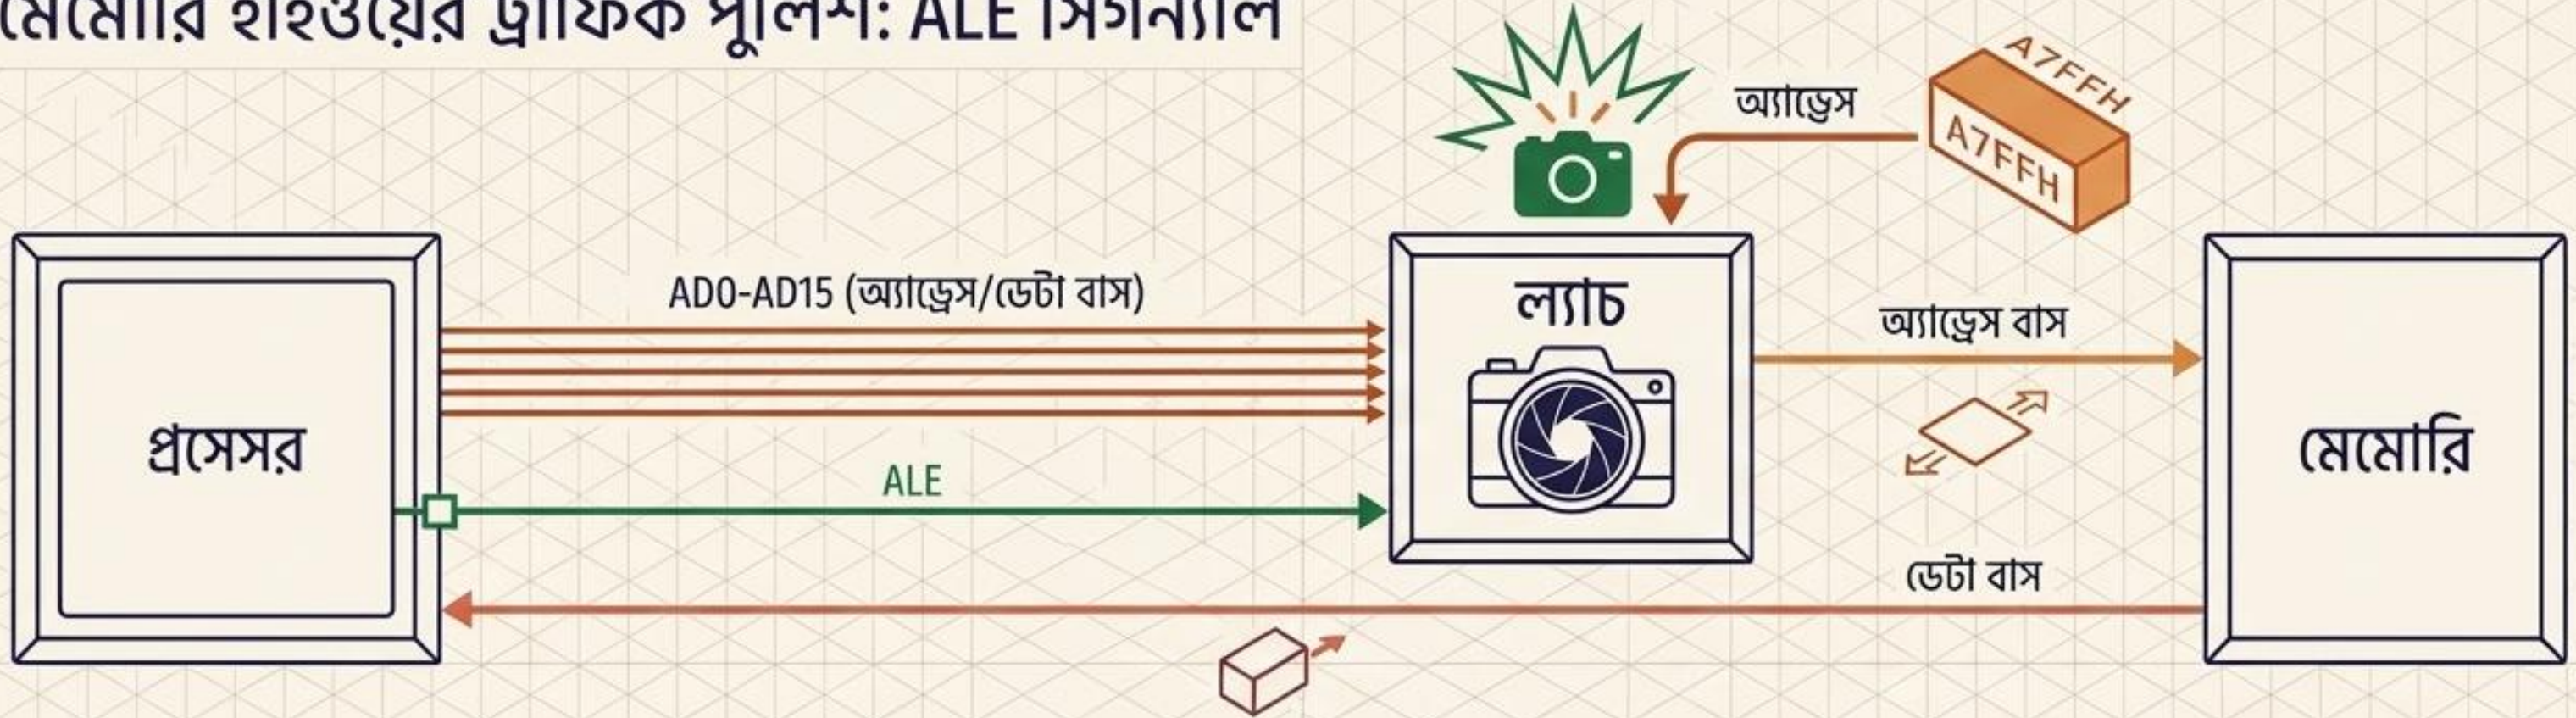 মেমোরি হাইওয়ের ট্রাফিক পুলিশ: ALE সিগন্যাল
অ্যাড্রেস
A7FFH
A7FFH
AD0-AD15 (অ্যাড্রেস/ডেটা বাস)
ল্যাচ
অ্যাড্রেস বাস
প্রসেসর
ALE
মেমোরি
ডেটা বাস